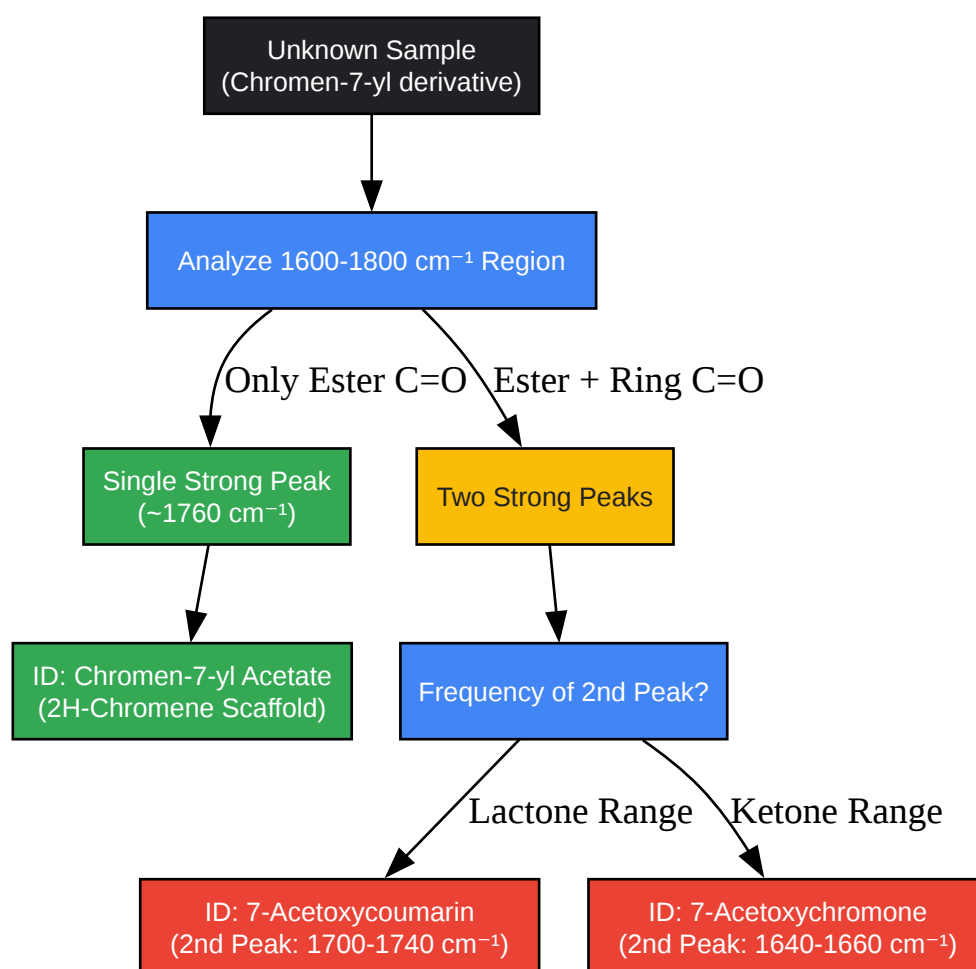 Unknown Sample
(Chromen-7-yl derivative)
Analyze 1600-1800 cm⁻¹ Region
Only Ester C=O
Ester + Ring C=O
Single Strong Peak
(~1760 cm⁻¹)
Two Strong Peaks
ID: Chromen-7-yl Acetate
(2H-Chromene Scaffold)
Frequency of 2nd Peak?
Lactone Range
Ketone Range
ID: 7-Acetoxycoumarin
(2nd Peak: 1700-1740 cm⁻¹)
ID: 7-Acetoxychromone
(2nd Peak: 1640-1660 cm⁻¹)